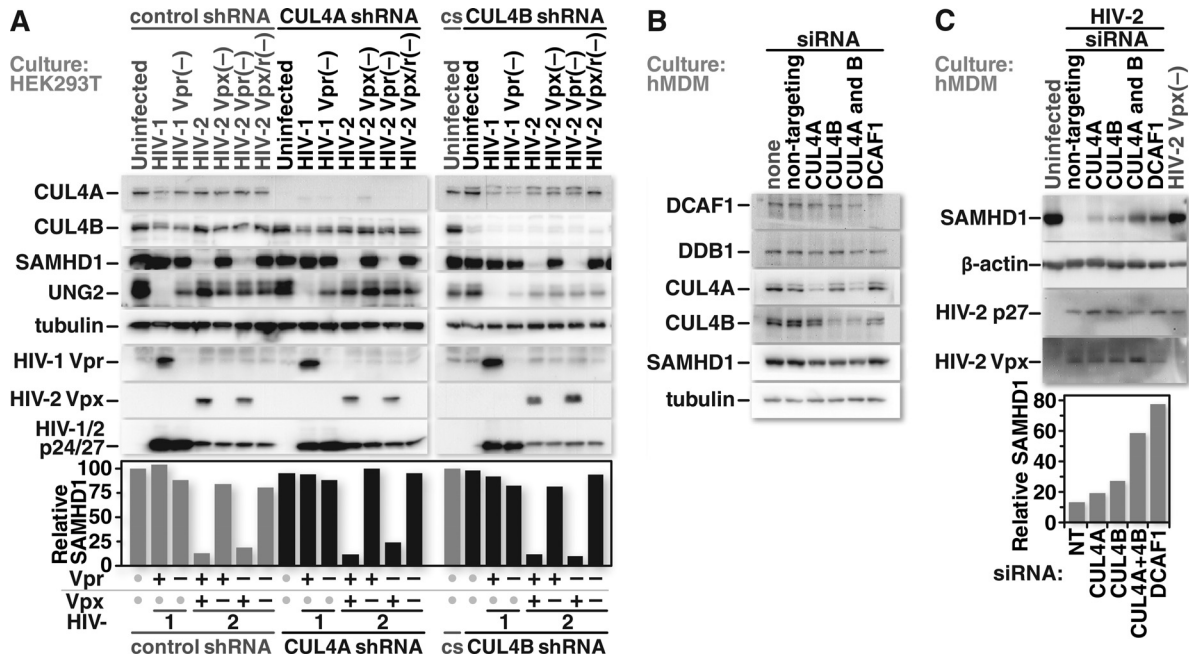 A
control shRNA CUL4A shRNA cs CUL4B shRNA
Culture:
HEK293T
Uninfected
HIV-1
HIV-1 Vpr(–)
HIV-2
HIV-2 Vpx(–)
HIV-2 Vpr(–)
HIV-2 Vpx/r(–)
Uninfected
HIV-1
HIV-1 Vpr(–)
HIV-2
HIV-2 Vpx(–)
HIV-2 Vpr(–)
HIV-2 Vpx/r(–)
Uninfected
Uninfected
HIV-1
HIV-1 Vpr(–)
HIV-2
HIV-2 Vpx(–)
HIV-2 Vpr(–)
HIV-2 Vpx/r(–)
CUL4A
CUL4B
SAMHD1
UNG2
tubulin
HIV-1 Vpr
HIV-2 Vpx
HIV-1/2
p24/27
Relative
SAMHD1
100
75
50
25
0
Vpr + – + + – – + – + + – – + – + + – –
Vpx + – + – + – + – + – + –
HIV- 1 2 1 2 1 2
control shRNA CUL4A shRNA cs CUL4B shRNA
B
siRNA
Culture:
hMDM
none
non-targeting
CUL4A
CUL4B
CUL4A and B
DCAF1
DCAF1
DDB1
CUL4A
CUL4B
SAMHD1
tubulin
C
HIV-2
siRNA
Culture:
hMDM
Uninfected
non-targeting
CUL4A
CUL4B
CUL4A and B
DCAF1
HIV-2 Vpx(–)
SAMHD1
β-actin
HIV-2 p27
HIV-2 Vpx
Relative SAMHD1
80
60
40
20
0
siRNA:
NT
CUL4A
CUL4B
CUL4A+4B
DCAF1